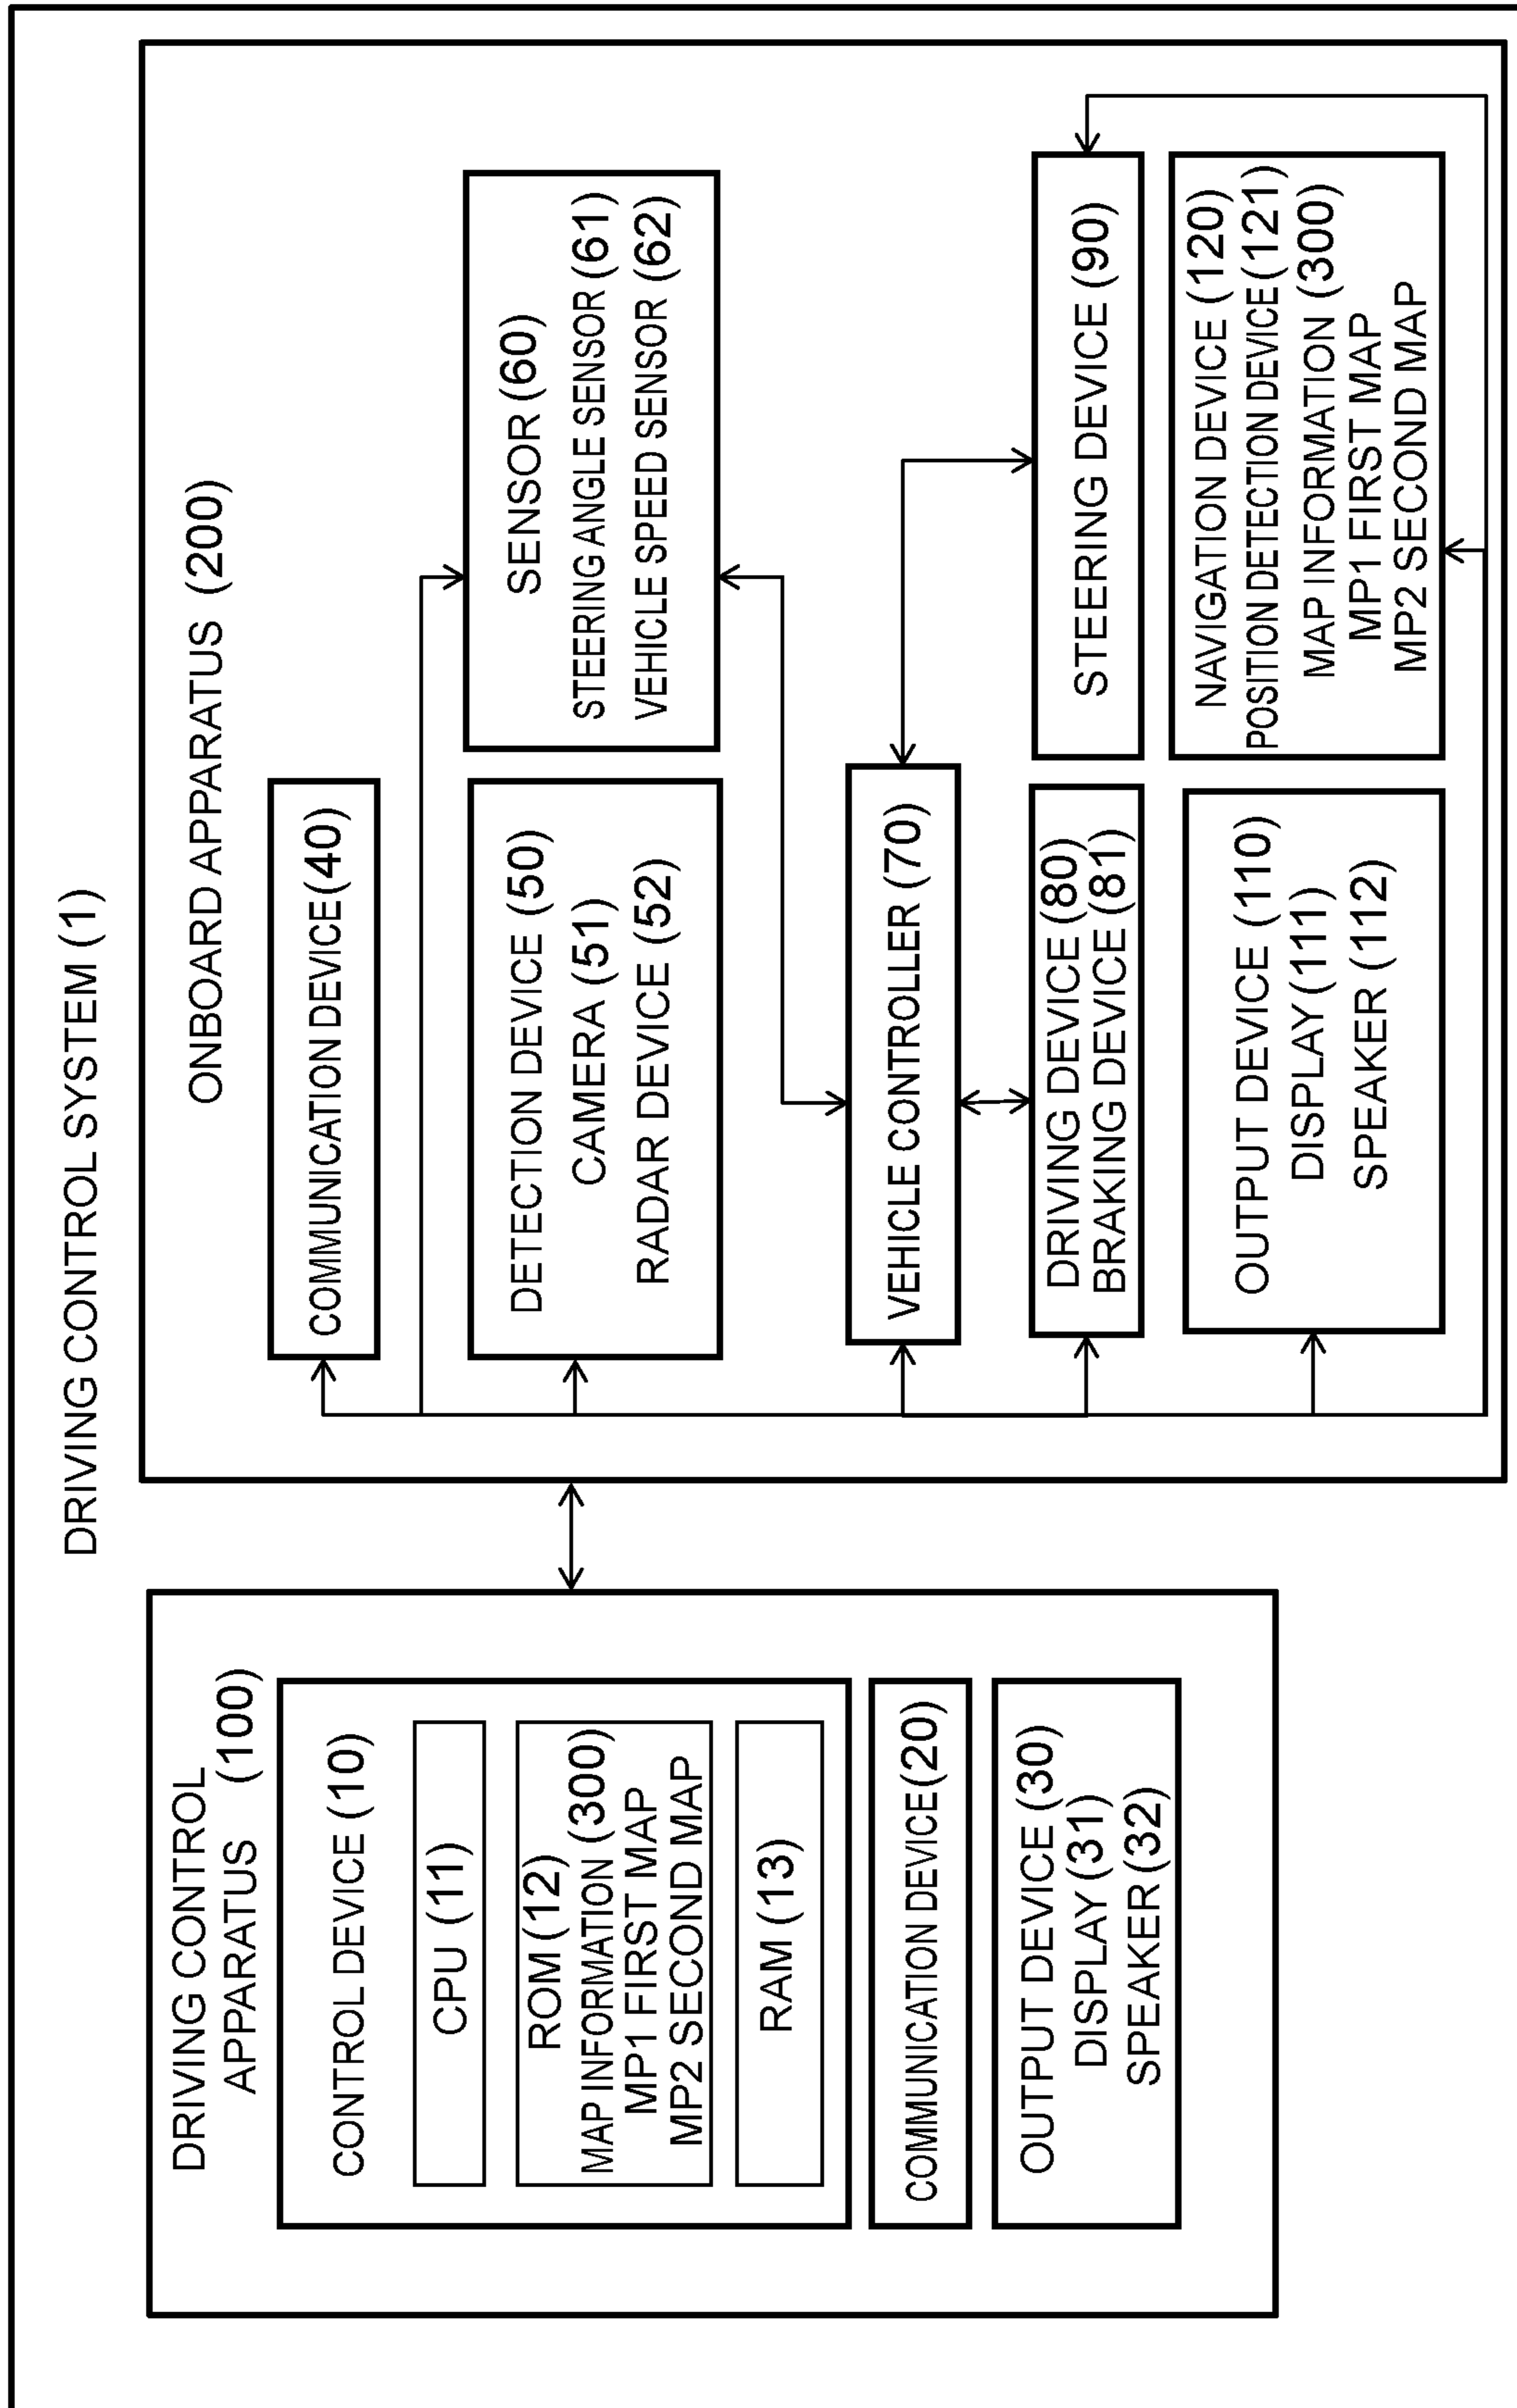 DRIVING CONTROL SYSTEM (1)
DRIVING CONTROL
APPARATUS (100)
CONTROL DEVICE (10)
CPU (11)
ROM (12)
MAP INFORMATION (300)
MP1 FIRST MAP
MP2 SECOND MAP
RAM (13)
COMMUNICATION DEVICE (20)
OUTPUT DEVICE (30)
DISPLAY (31)
SPEAKER (32)
ONBOARD APPARATUS (200)
COMMUNICATION DEVICE (40)
DETECTION DEVICE (50)
CAMERA (51)
RADAR DEVICE (52)
SENSOR (60)
STEERING ANGLE SENSOR (61)
VEHICLE SPEED SENSOR (62)
VEHICLE CONTROLLER (70)
DRIVING DEVICE (80)
BRAKING DEVICE (81)
STEERING DEVICE (90)
OUTPUT DEVICE (110)
DISPLAY (111)
SPEAKER (112)
NAVIGATION DEVICE (120)
POSITION DETECTION DEVICE (121)
MAP INFORMATION (300)
MP1 FIRST MAP
MP2 SECOND MAP